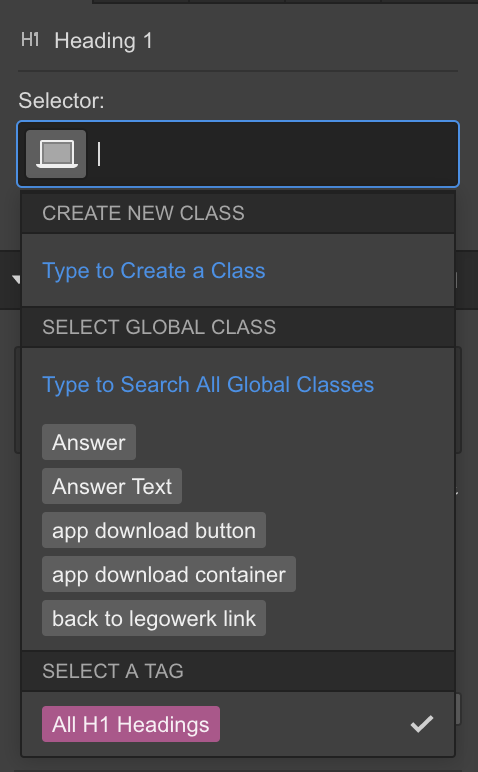 H1 Heading 1
Selector:
CREATE NEW CLASS
Type to Create a Class
SELECT GLOBAL CLASS
Type to Search All Global Classes
Answer
Answer Text
app download button
app download container
back to legowerk link
SELECT A TAG
All H1 Headings